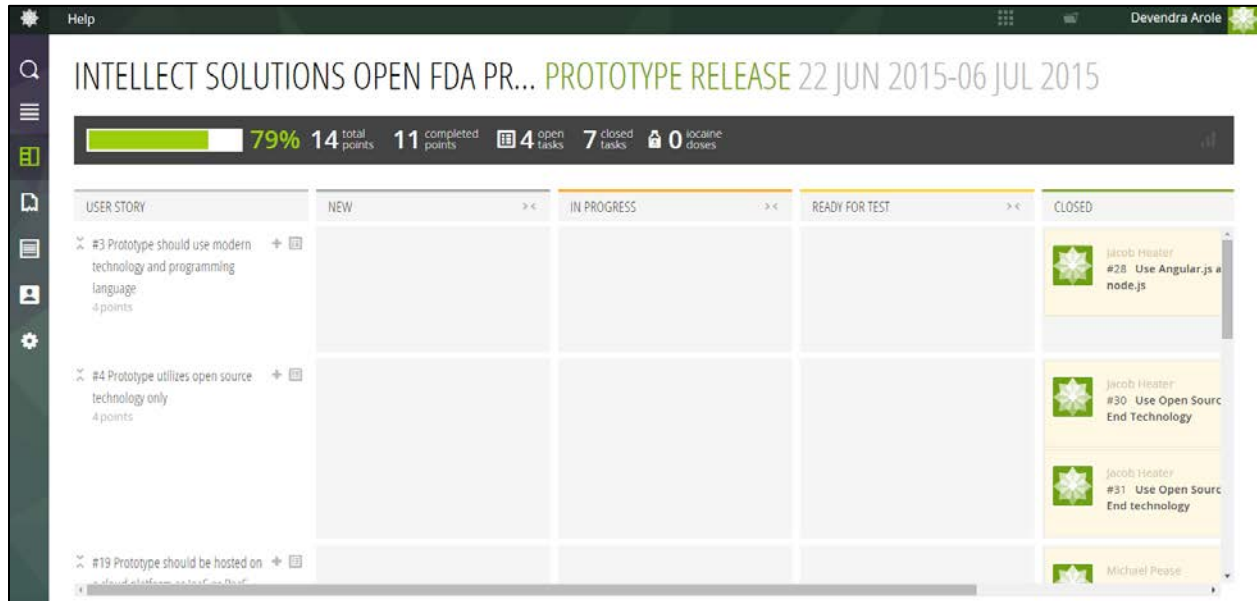 Help
Devendra Arole
INTELLECT SOLUTIONS OPEN FDA PR... PROTOTYPE RELEASE 22 JUN 2015-06 JUL 2015
79% 14 total points 11 completed points 4 open tasks 7 closed tasks 0 iocaine doses
USER STORY NEW IN PROGRESS READY FOR TEST CLOSED
#3 Prototype should use modern
technology and programming
language
4 points
Jacob Heater
#28 Use Angular.js a
node.js
#4 Prototype utilizes open source
technology only
4 points
Jacob Heater
#30 Use Open Sourc
End Technology
Jacob Heater
#31 Use Open Sourc
End technology
#19 Prototype should be hosted on
Michael Pease